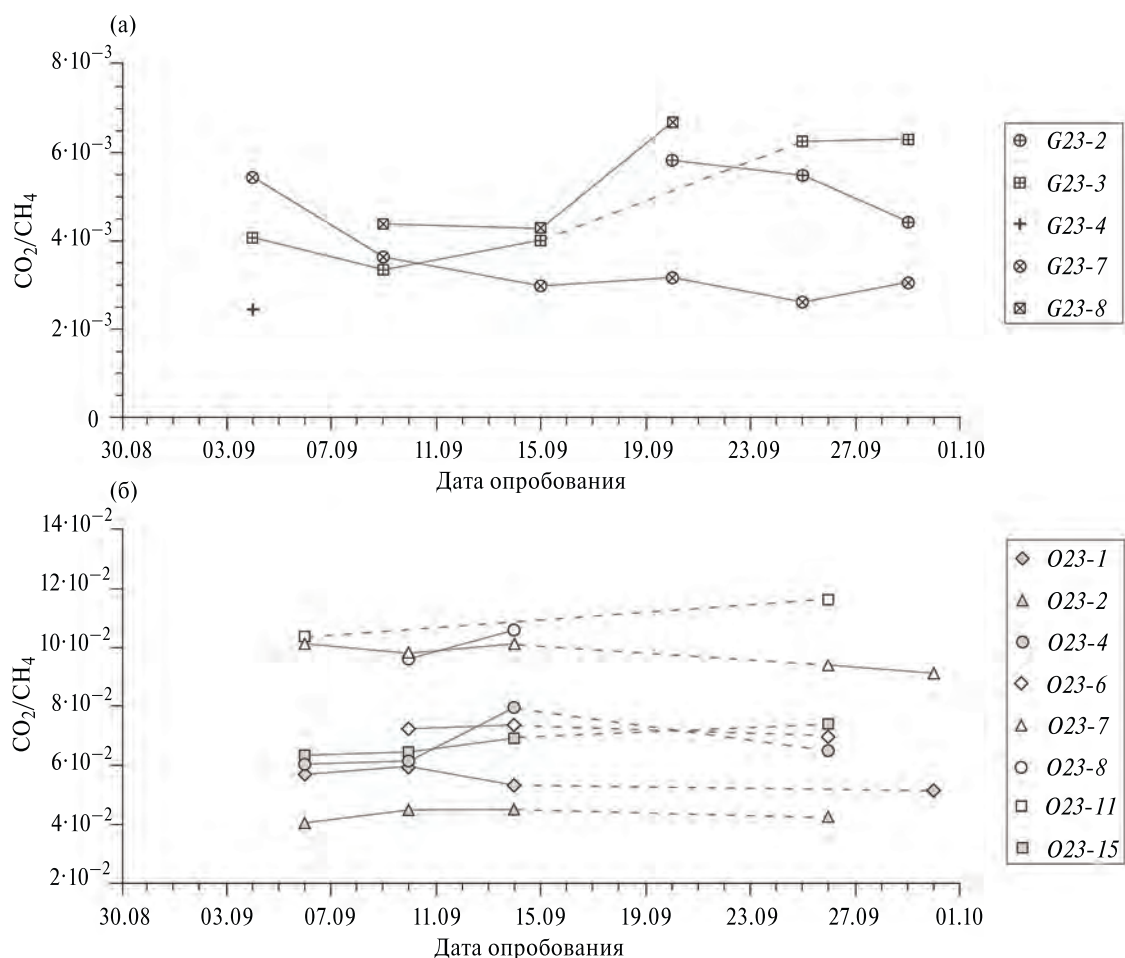 (а)
8·10⁻³
6·10⁻³
4·10⁻³
2·10⁻³
0
CO₂/CH₄
30.08 03.09 07.09 11.09 15.09 19.09 23.09 27.09 01.10
Дата опробования
G23-2
G23-3
G23-4
G23-7
G23-8
(б)
14·10⁻²
12·10⁻²
10·10⁻²
8·10⁻²
6·10⁻²
4·10⁻²
2·10⁻²
CO₂/CH₄
30.08 03.09 07.09 11.09 15.09 19.09 23.09 27.09 01.10
Дата опробования
O23-1
O23-2
O23-4
O23-6
O23-7
O23-8
O23-11
O23-15